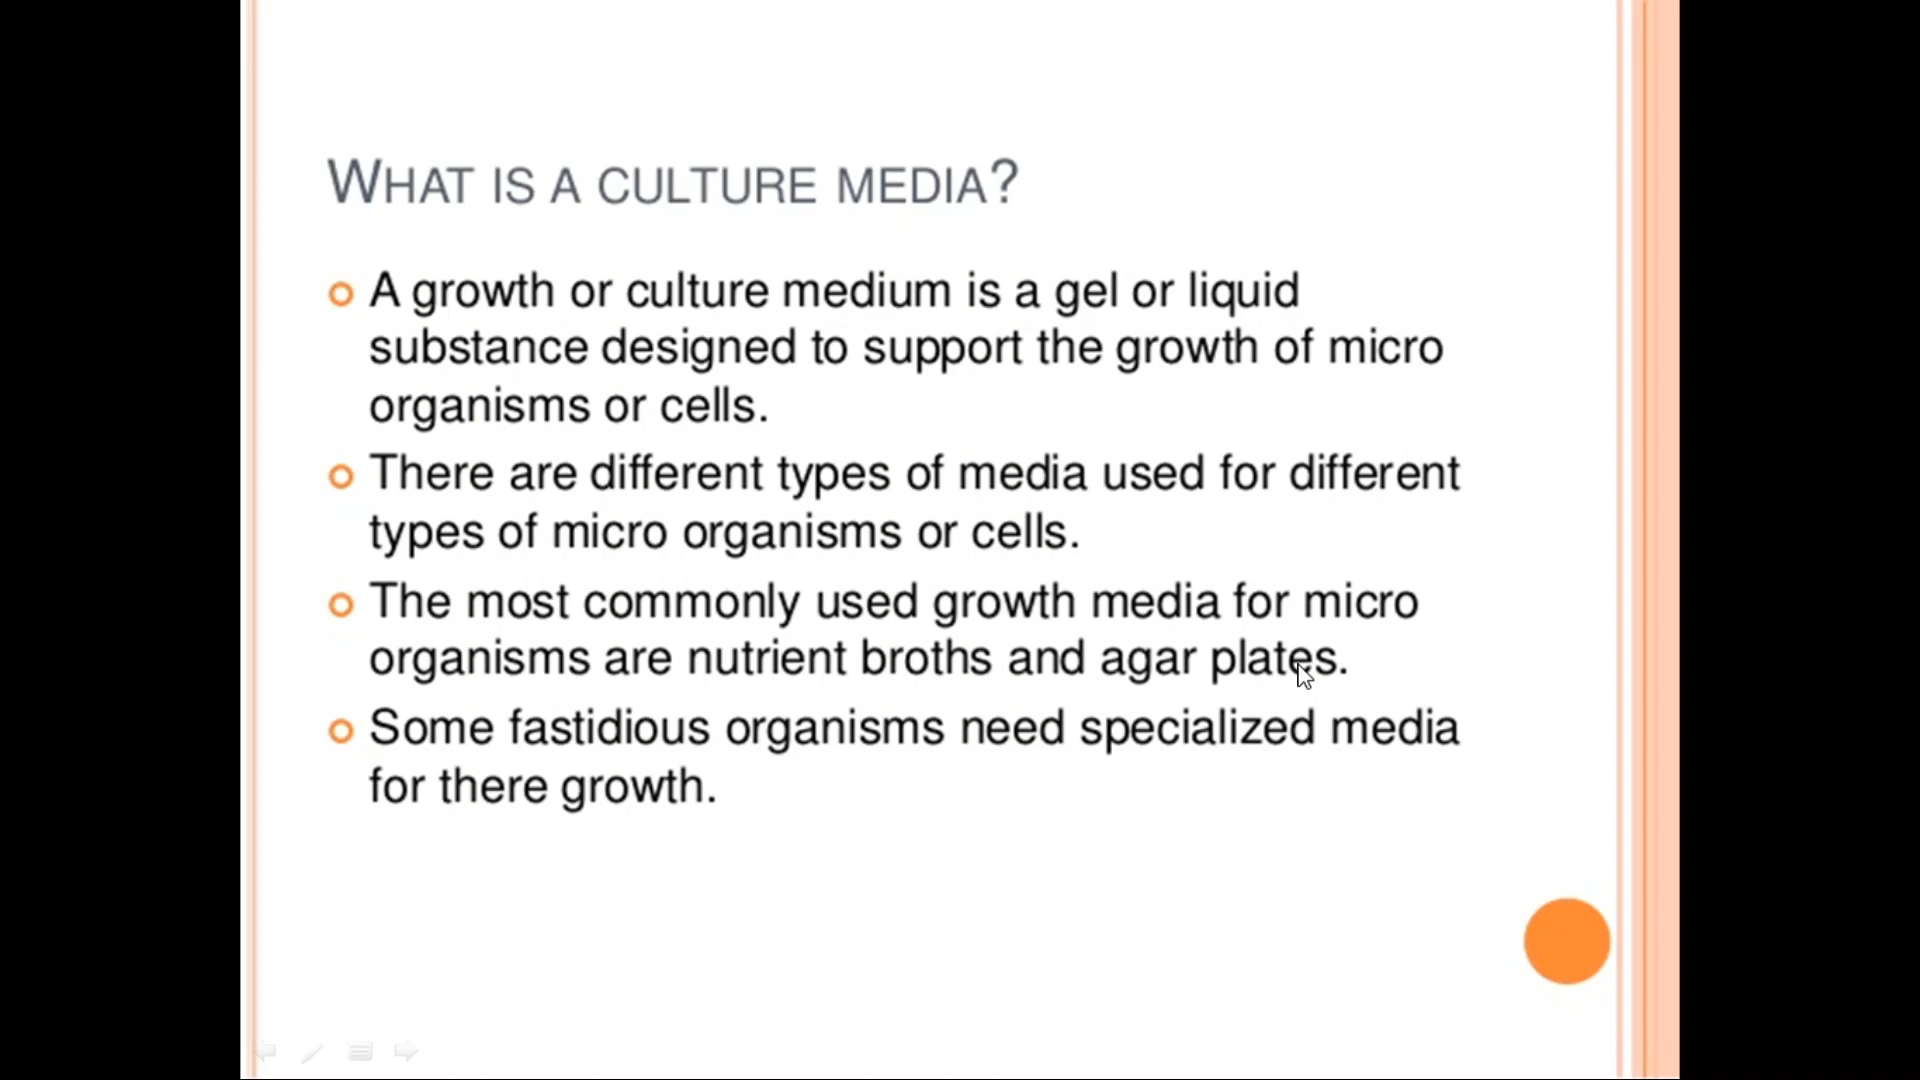 WHAT IS A CULTURE MEDIA?
A growth or culture medium is a gel or liquid
substance designed to support the growth of micro
organisms or cells.
There are different types of media used for different
types of micro organisms or cells.
The most commonly used growth media for micro
organisms are nutrient broths and agar plates.
Some fastidious organisms need specialized media
for there growth.